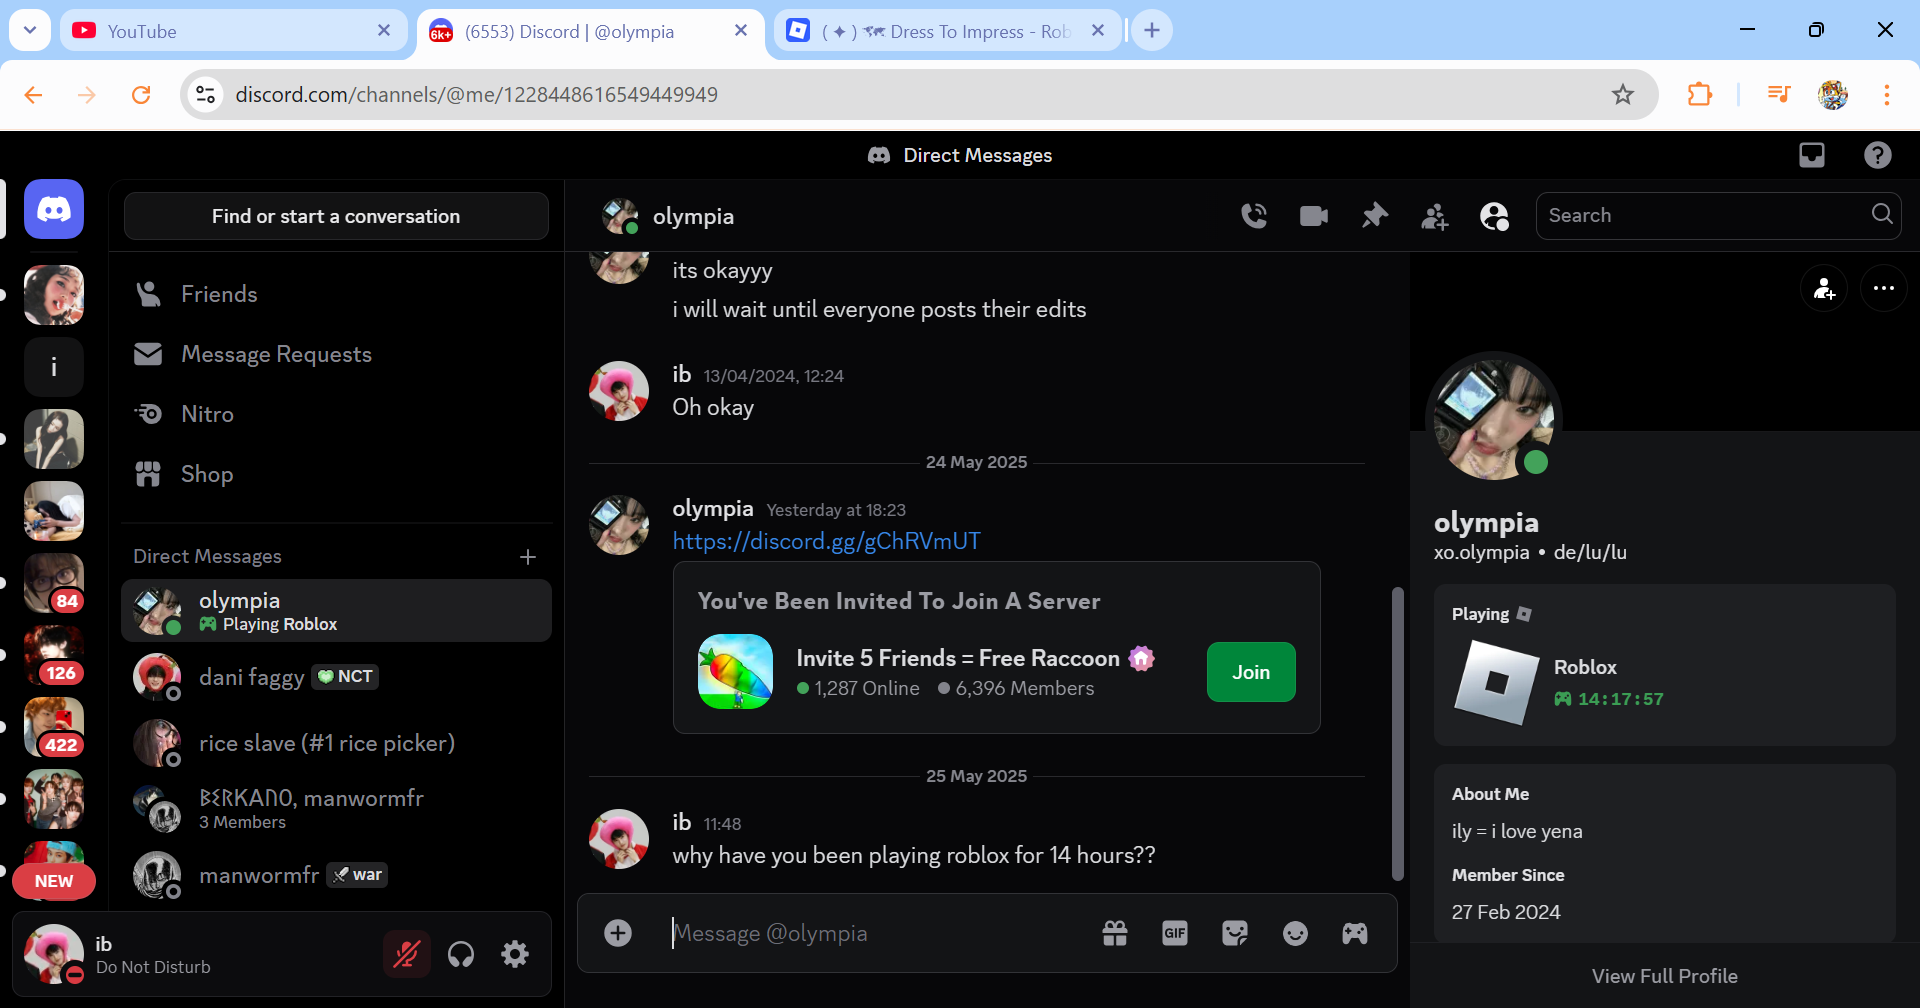 YouTube
6k+
(6553) Discord | @olympia
( ✦ ) 🗺 Dress To Impress - Rob
discord.com/channels/@me/1228448616549449949
Direct Messages
Find or start a conversation
Friends
Message Requests
Nitro
Shop
Direct Messages
olympia
Playing Roblox
dani faggy
NCT
rice slave (#1 rice picker)
3 Members
manwormfr
war
i
84
126
422
NEW
ib
Do Not Disturb
olympia
Search
its okayyy
i will wait until everyone posts their edits
ib 13/04/2024, 12:24
Oh okay
24 May 2025
olympia Yesterday at 18:23
https://discord.gg/gChRVmUT
You've Been Invited To Join A Server
Invite 5 Friends = Free Raccoon
1,287 Online 6,396 Members
Join
25 May 2025
ib 11:48
why have you been playing roblox for 14 hours??
Message @olympia
GIF
olympia
xo.olympia • de/lu/lu
Playing
Roblox
14:17:57
About Me
ily = i love yena
Member Since
27 Feb 2024
View Full Profile